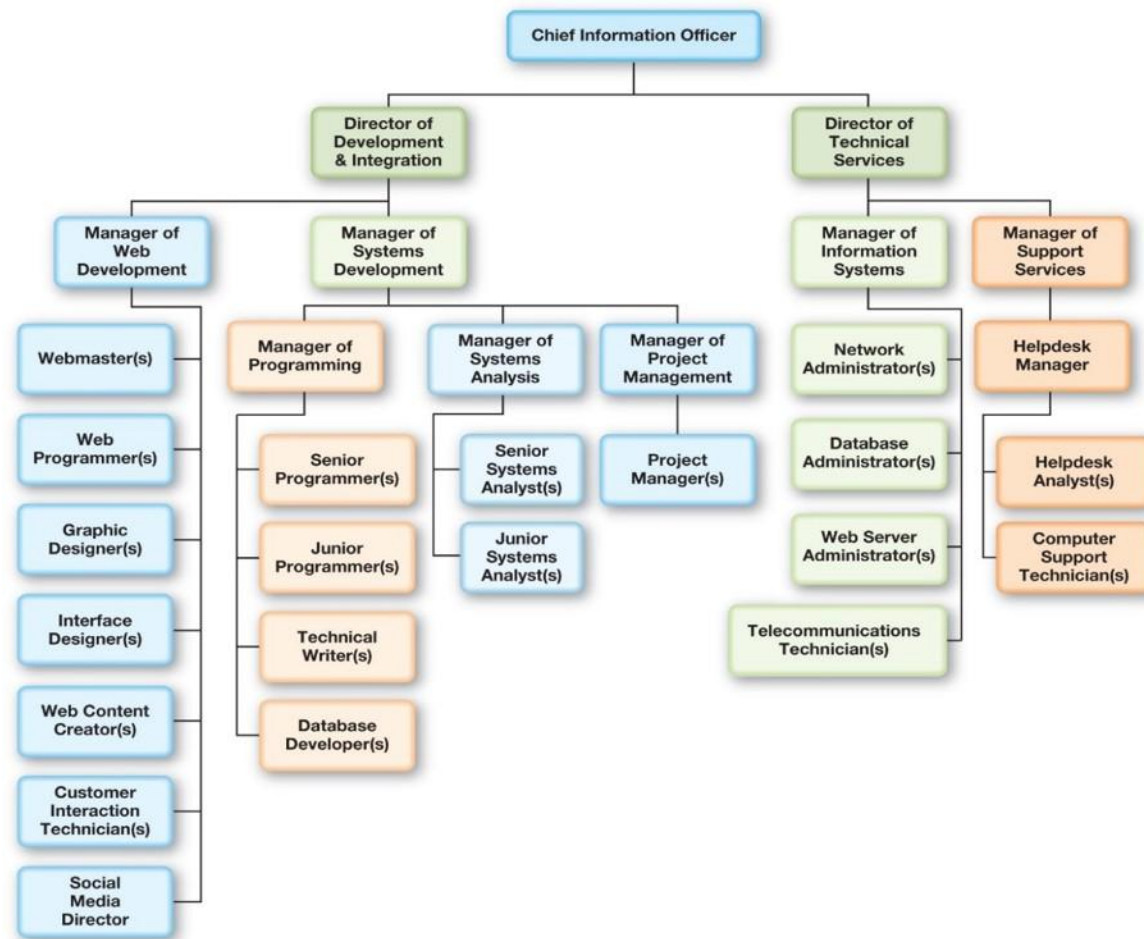 Chief Information Officer
Director of
Development
& Integration
Director of
Technical
Services
Manager of
Web
Development
Manager of
Systems
Development
Manager of
Information
Systems
Manager of
Support
Services
Webmaster(s)
Web
Programmer(s)
Graphic
Designer(s)
Interface
Designer(s)
Web Content
Creator(s)
Customer
Interaction
Technician(s)
Social
Media
Director
Manager of
Programming
Senior
Programmer(s)
Junior
Programmer(s)
Technical
Writer(s)
Database
Developer(s)
Manager of
Systems
Analysis
Senior
Systems
Analyst(s)
Junior
Systems
Analyst(s)
Manager of
Project
Management
Project
Manager(s)
Network
Administrator(s)
Database
Administrator(s)
Web Server
Administrator(s)
Telecommunications
Technician(s)
Helpdesk
Manager
Helpdesk
Analyst(s)
Computer
Support
Technician(s)